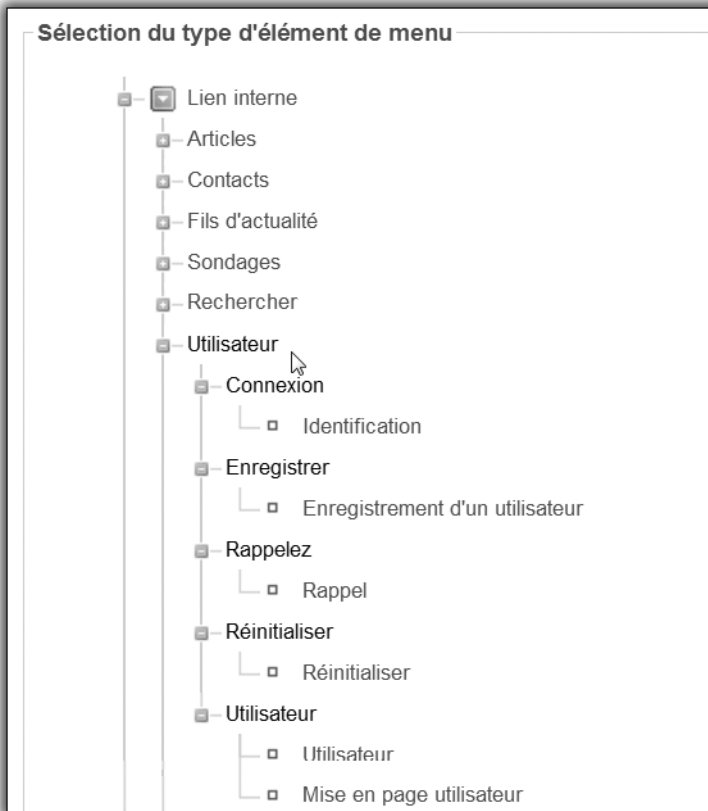 Sélection du type d'élément de menu
Lien interne
Articles
Contacts
Fils d'actualité
Sondages
Rechercher
Utilisateur
Connexion
Identification
Enregistrer
Enregistrement d'un utilisateur
Rappelez
Rappel
Réinitialiser
Réinitialiser
Utilisateur
Utilisateur
Mise en page utilisateur